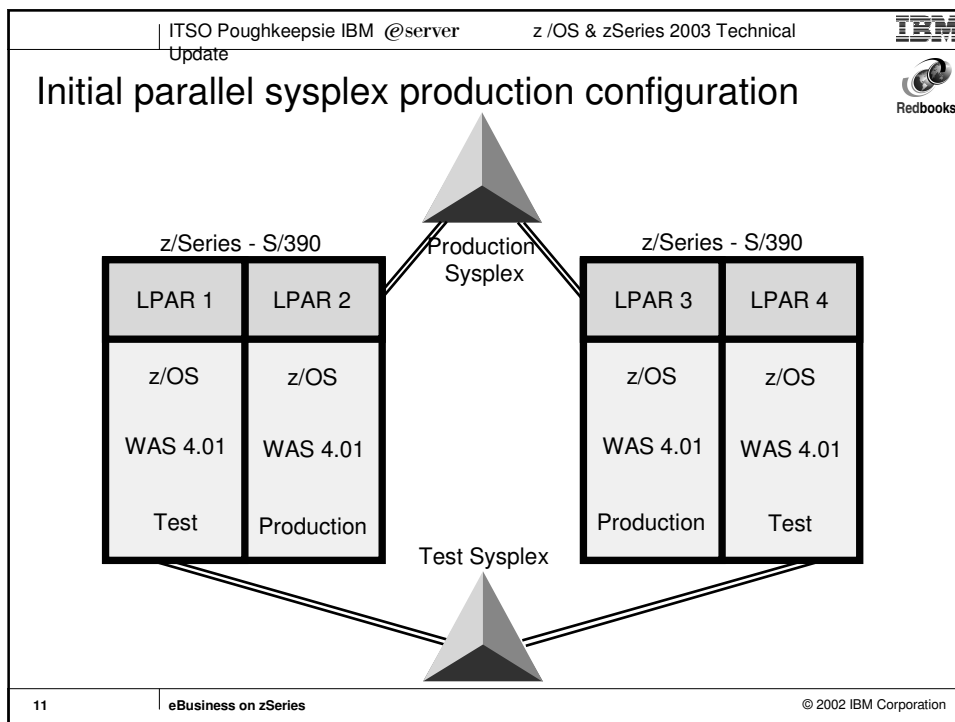 ITSO Poughkeepsie IBM @server z /OS & zSeries 2003 Technical
Update
IBM
Redbooks
Initial parallel sysplex production configuration
z/Series - S/390
Production
Sysplex
z/Series - S/390
LPAR 1
LPAR 2
LPAR 3
LPAR 4
z/OS
z/OS
z/OS
z/OS
WAS 4.01
WAS 4.01
WAS 4.01
WAS 4.01
Test
Production
Production
Test
Test Sysplex
11
eBusiness on zSeries
© 2002 IBM Corporation